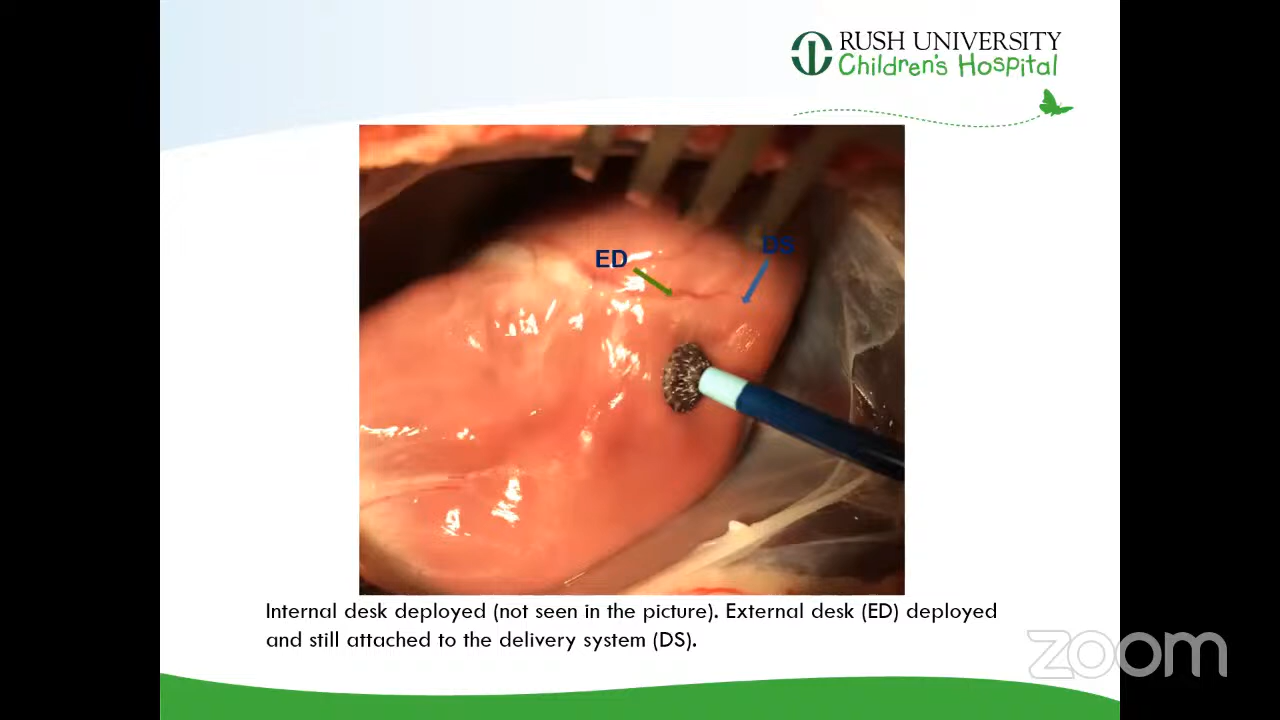 RUSH UNIVERSITY
Children's Hospital
ED
DS
Internal desk deployed (not seen in the picture). External desk (ED) deployed
and still attached to the delivery system (DS).
zoom